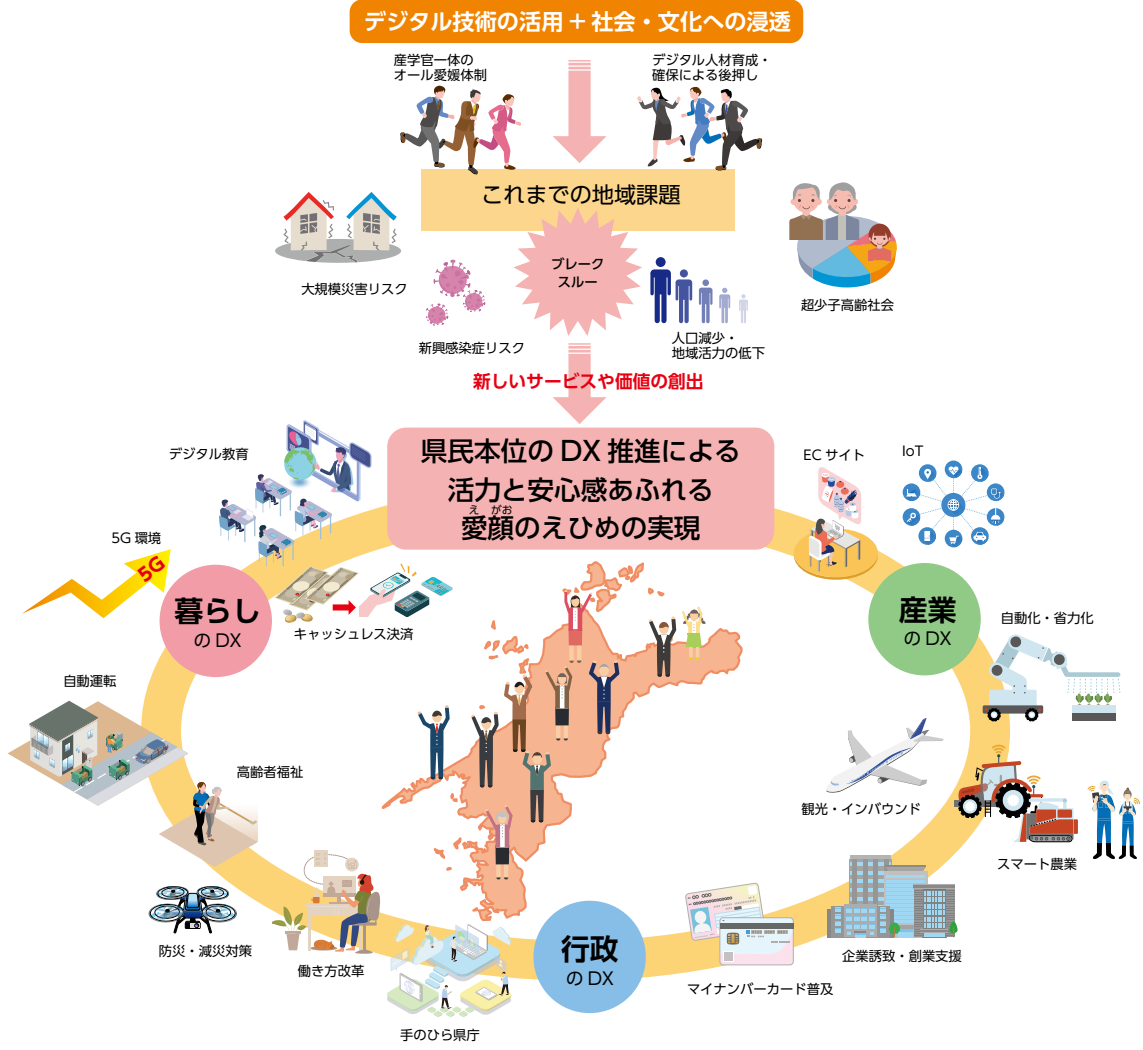 デジタル技術の活用 + 社会・文化への浸透
産学官一体の
オール愛媛体制
デジタル人材育成・
確保による後押し
これまでの地域課題
ブレーク
スルー
大規模災害リスク
新興感染症リスク
人口減少・
地域活力の低下
超少子高齢社会
新しいサービスや価値の創出
県民本位の DX 推進による
活力と安心感あふれる
え がお
愛顔のえひめの実現
デジタル教育
5G 環境
5G
暮らし
の DX
キャッシュレス決済
自動運転
高齢者福祉
防災・減災対策
働き方改革
手のひら県庁
行政
の DX
マイナンバーカード普及
企業誘致・創業支援
スマート農業
観光・インバウンド
自動化・省力化
産業
の DX
EC サイト
IoT